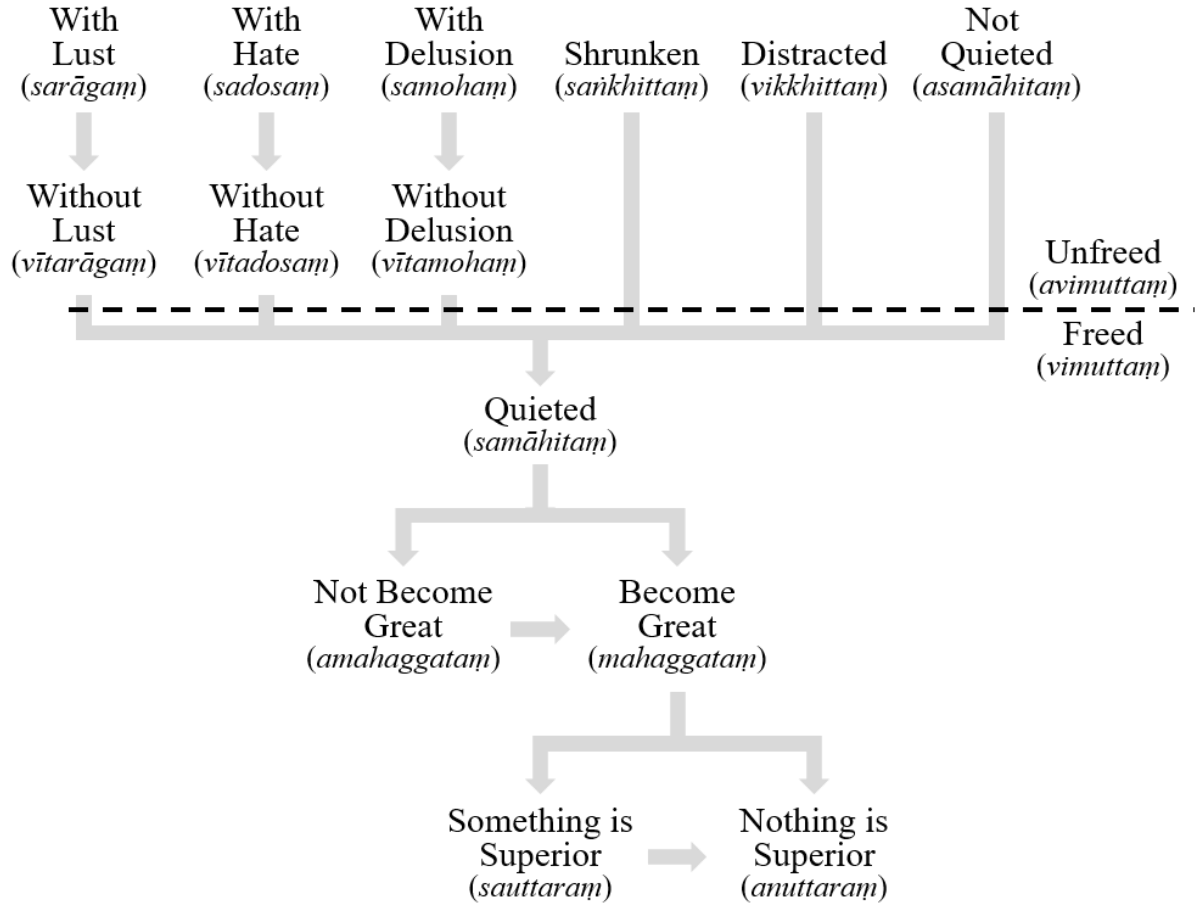 With
Lust
(sarāgaṃ)
With
Hate
(sadosaṃ)
With
Delusion
(samohaṃ)
Shrunken
(saṅkhittaṃ)
Distracted
(vikkhittaṃ)
Not
Quieted
(asamāhitaṃ)
Without
Lust
(vītarāgaṃ)
Without
Hate
(vītadosaṃ)
Without
Delusion
(vītamohaṃ)
Unfreed
(avimuttaṃ)
Freed
(vimuttaṃ)
Quieted
(samāhitaṃ)
Not Become
Great
(amahaggataṃ)
Become
Great
(mahaggataṃ)
Something is
Superior
(sauttaraṃ)
Nothing is
Superior
(anuttaraṃ)